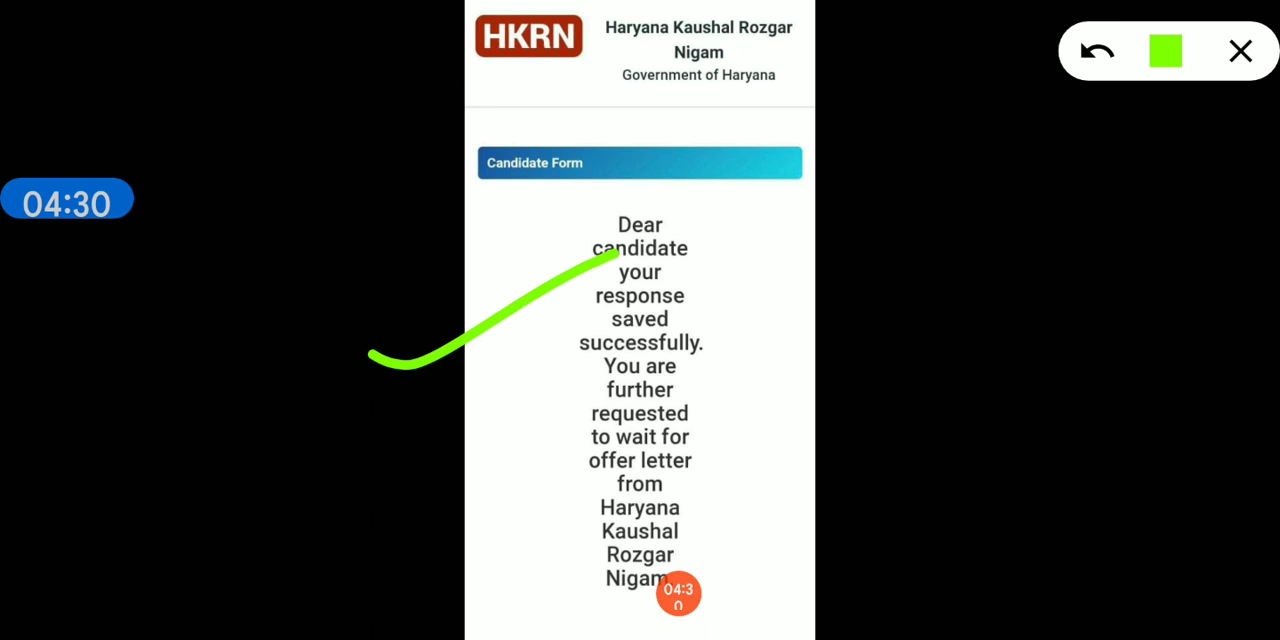 HKRN
Haryana Kaushal Rozgar
Nigam
Government of Haryana
04:30
Candidate Form
Dear
candidate
your
response
saved
successfully.
You are
further
requested
to wait for
offer letter
from
Haryana
Kaushal
Rozgar
Nigam
04:3
0